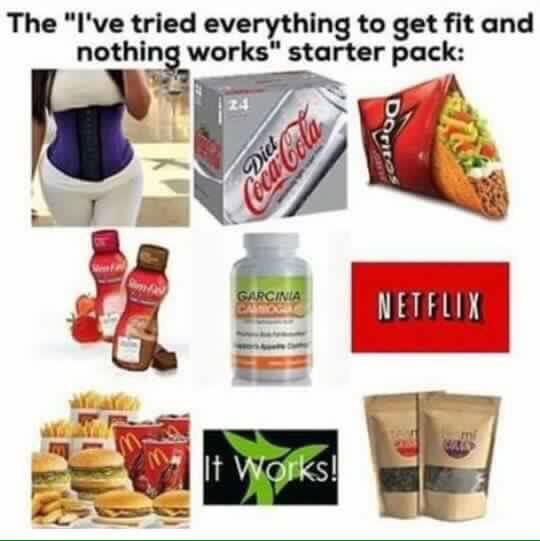 The "I've tried everything to get fit and
nothing works" starter pack:
24
Diet
Coca-Cola
Doritos
Slim-Fast
Slim-Fast
GARCINIA
CAMBOGIA
NETFLIX
It Works!